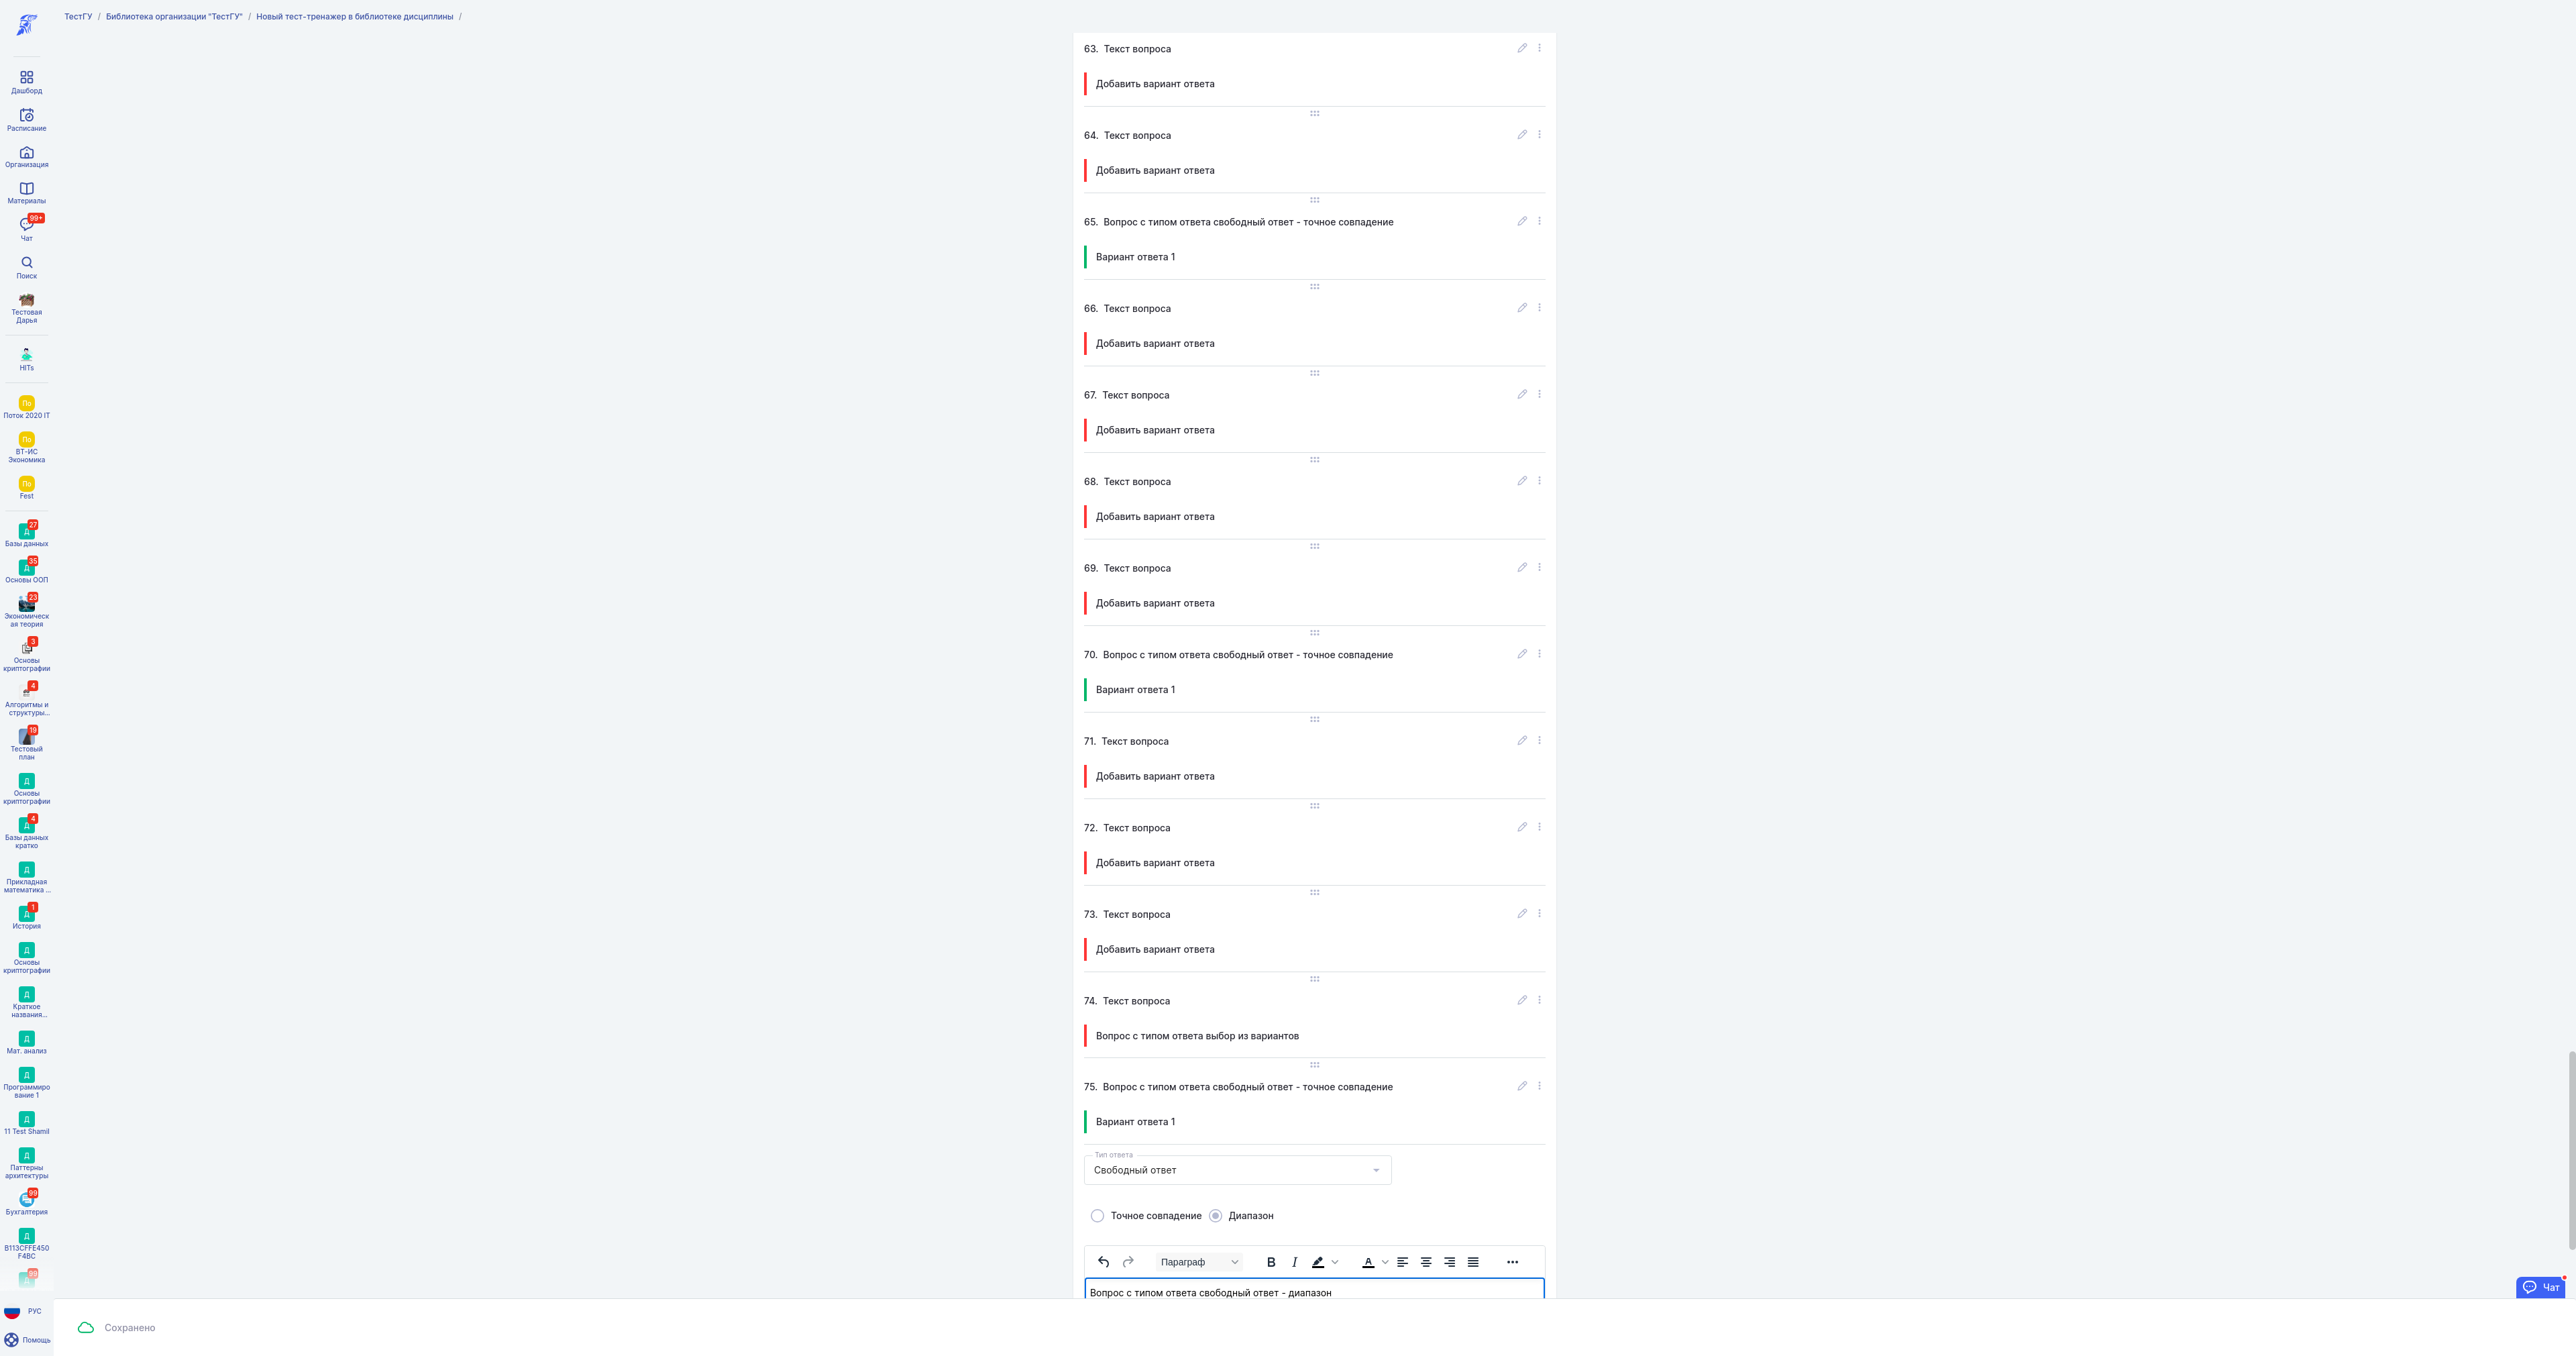 ТестГУ / Библиотека организации "ТестГУ" / Новый тест-тренажер в библиотеке дисциплины /
Дашборд
Расписание
Организация
Материалы
99+
Чат
Поиск
Тестовая
Дарья
HITs
По
Поток 2020 IT
По
ВТ-ИС
Экономика
По
Fest
27
Д
Базы данных
35
Д
Основы ООП
23
Экономическ
ая теория
3
Основы
криптографии
4
Алгоритмы и
структуры...
19
Тестовый
план
Д
Основы
криптографии
4
Д
Базы данных
кратко
Д
Прикладная
математика ...
1
Д
История
Д
Основы
криптографии
Д
Краткое
названия...
Д
Мат. анализ
Д
Программиро
вание 1
Д
11 Test Shamil
Д
Паттерны
архитектуры
99
Бухгалтерия
Д
B113CFFE450
F4BC
99
Д
РУС
Помощь
63. Текст вопроса
Добавить вариант ответа
64. Текст вопроса
Добавить вариант ответа
65. Вопрос с типом ответа свободный ответ - точное совпадение
Вариант ответа 1
66. Текст вопроса
Добавить вариант ответа
67. Текст вопроса
Добавить вариант ответа
68. Текст вопроса
Добавить вариант ответа
69. Текст вопроса
Добавить вариант ответа
70. Вопрос с типом ответа свободный ответ - точное совпадение
Вариант ответа 1
71. Текст вопроса
Добавить вариант ответа
72. Текст вопроса
Добавить вариант ответа
73. Текст вопроса
Добавить вариант ответа
74. Текст вопроса
Вопрос с типом ответа выбор из вариантов
75. Вопрос с типом ответа свободный ответ - точное совпадение
Вариант ответа 1
Тип ответа
Свободный ответ
Точное совпадение Диапазон
Параграф B I A
Вопрос с типом ответа свободный ответ - диапазон
Чат
Сохранено